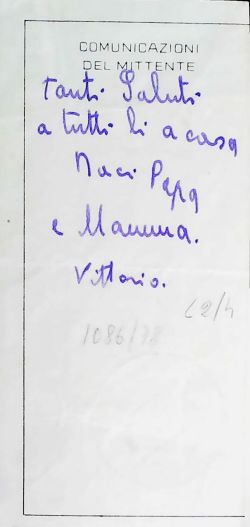 COMUNICAZIONI
DEL MITTENTE
Tanti Saluti
a tutti li a casa
Baci Papa
e Mamma.
Vittorio.
L2/4
1086/78